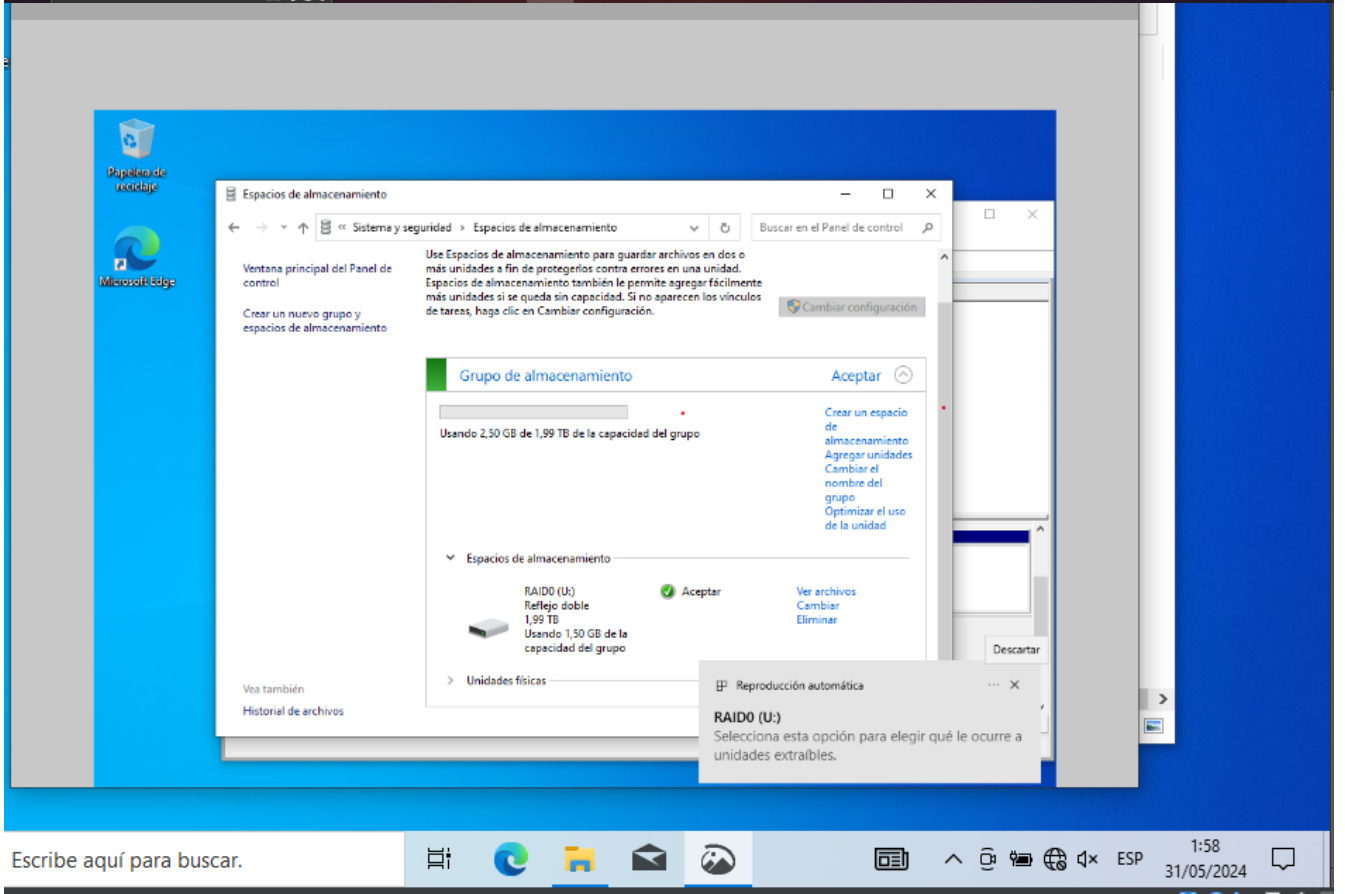 Papelera de
reciclaje
Microsoft Edge
Espacios de almacenamiento
« Sistema y seguridad › Espacios de almacenamiento
Buscar en el Panel de control
Ventana principal del Panel de
control
Crear un nuevo grupo y
espacios de almacenamiento
Use Espacios de almacenamiento para guardar archivos en dos o
más unidades a fin de protegerlos contra errores en una unidad.
Espacios de almacenamiento también le permite agregar fácilmente
más unidades si se queda sin capacidad. Si no aparecen los vínculos
de tareas, haga clic en Cambiar configuración.
Cambiar configuración
Grupo de almacenamiento
Aceptar
Usando 2,50 GB de 1,99 TB de la capacidad del grupo
Crear un espacio
de
almacenamiento
Agregar unidades
Cambiar el
nombre del
grupo
Optimizar el uso
de la unidad
Espacios de almacenamiento
RAID0 (U:)
Reflejo doble
1,99 TB
Usando 1,50 GB de la
capacidad del grupo
Aceptar
Ver archivos
Cambiar
Eliminar
Unidades físicas
Vea también
Historial de archivos
Descartar
Reproducción automática
RAID0 (U:)
Selecciona esta opción para elegir qué le ocurre a
unidades extraíbles.
Escribe aquí para buscar.
ESP
1:58
31/05/2024